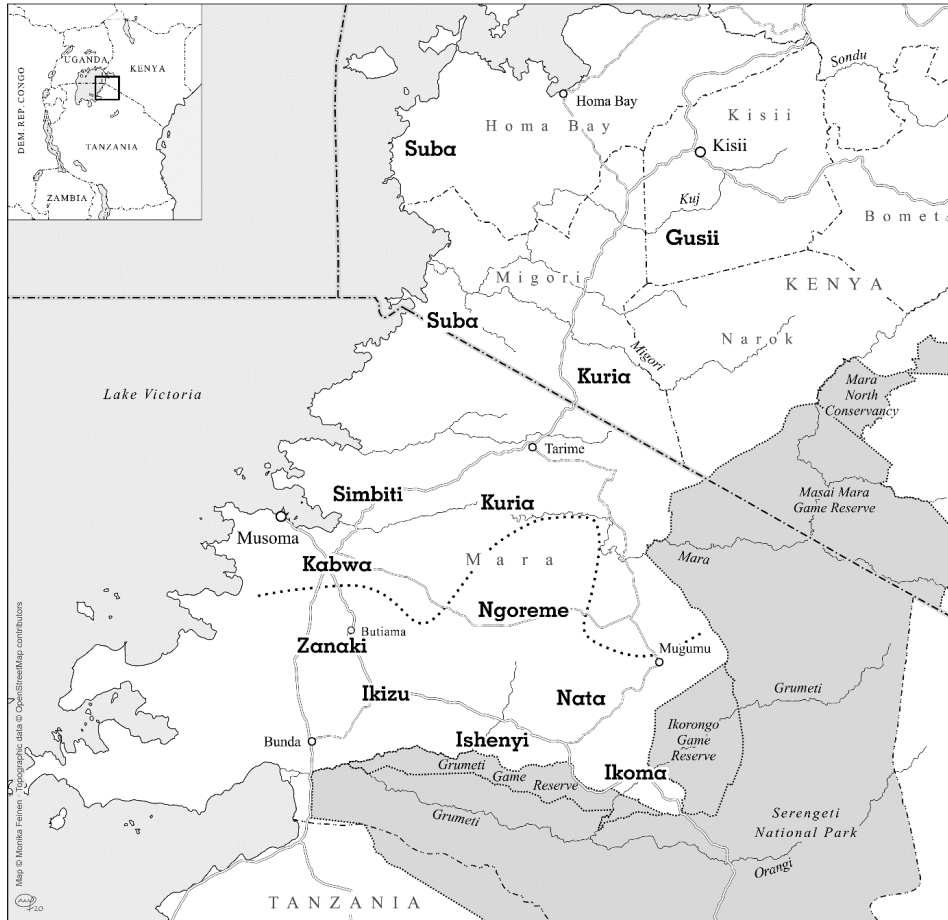 UGANDA
KENYA
DEM. REP. CONGO
TANZANIA
ZAMBIA
Sondu
Homa Bay
Homa Bay
Kisii
Kisii
Suba
Kuj
Gusii
Bomet
Migori
KENYA
Suba
Narok
Migori
Kuria
Mara
North
Conservancy
Lake Victoria
Tarime
Masai Mara
Game Reserve
Simbiti
Kuria
Musoma
Mara
Mara
Kabwa
Ngoreme
Butiama
Zanaki
Mugumu
Ikizu
Nata
Grumeti
Ikorongo
Game
Reserve
Bunda
Ishenyi
Grumeti
Game
Reserve
Ikoma
Grumeti
Serengeti
National Park
Orangi
TANZANIA
Map © Monika Feinen · Topographic data © OpenStreetMap contributors
20